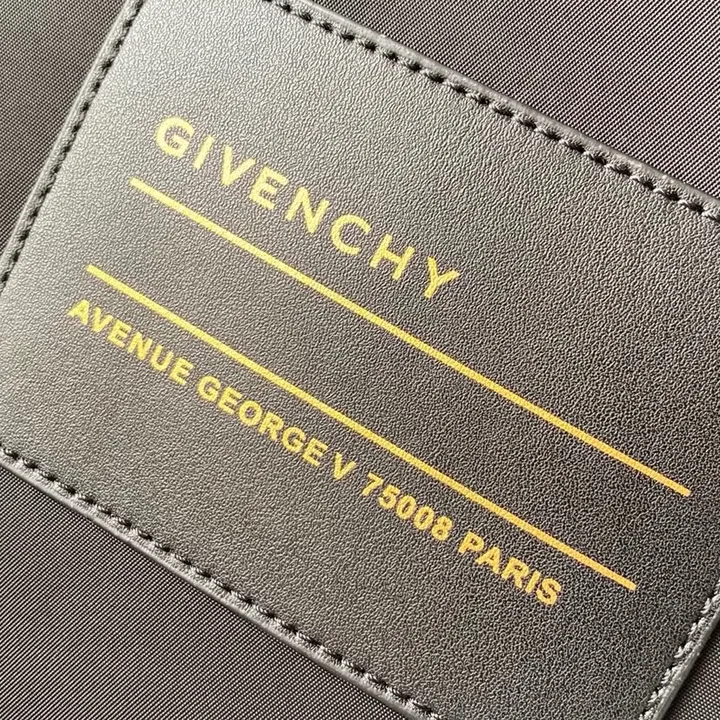 GIVENCHY
AVENUE GEORGE V 75008 PARIS